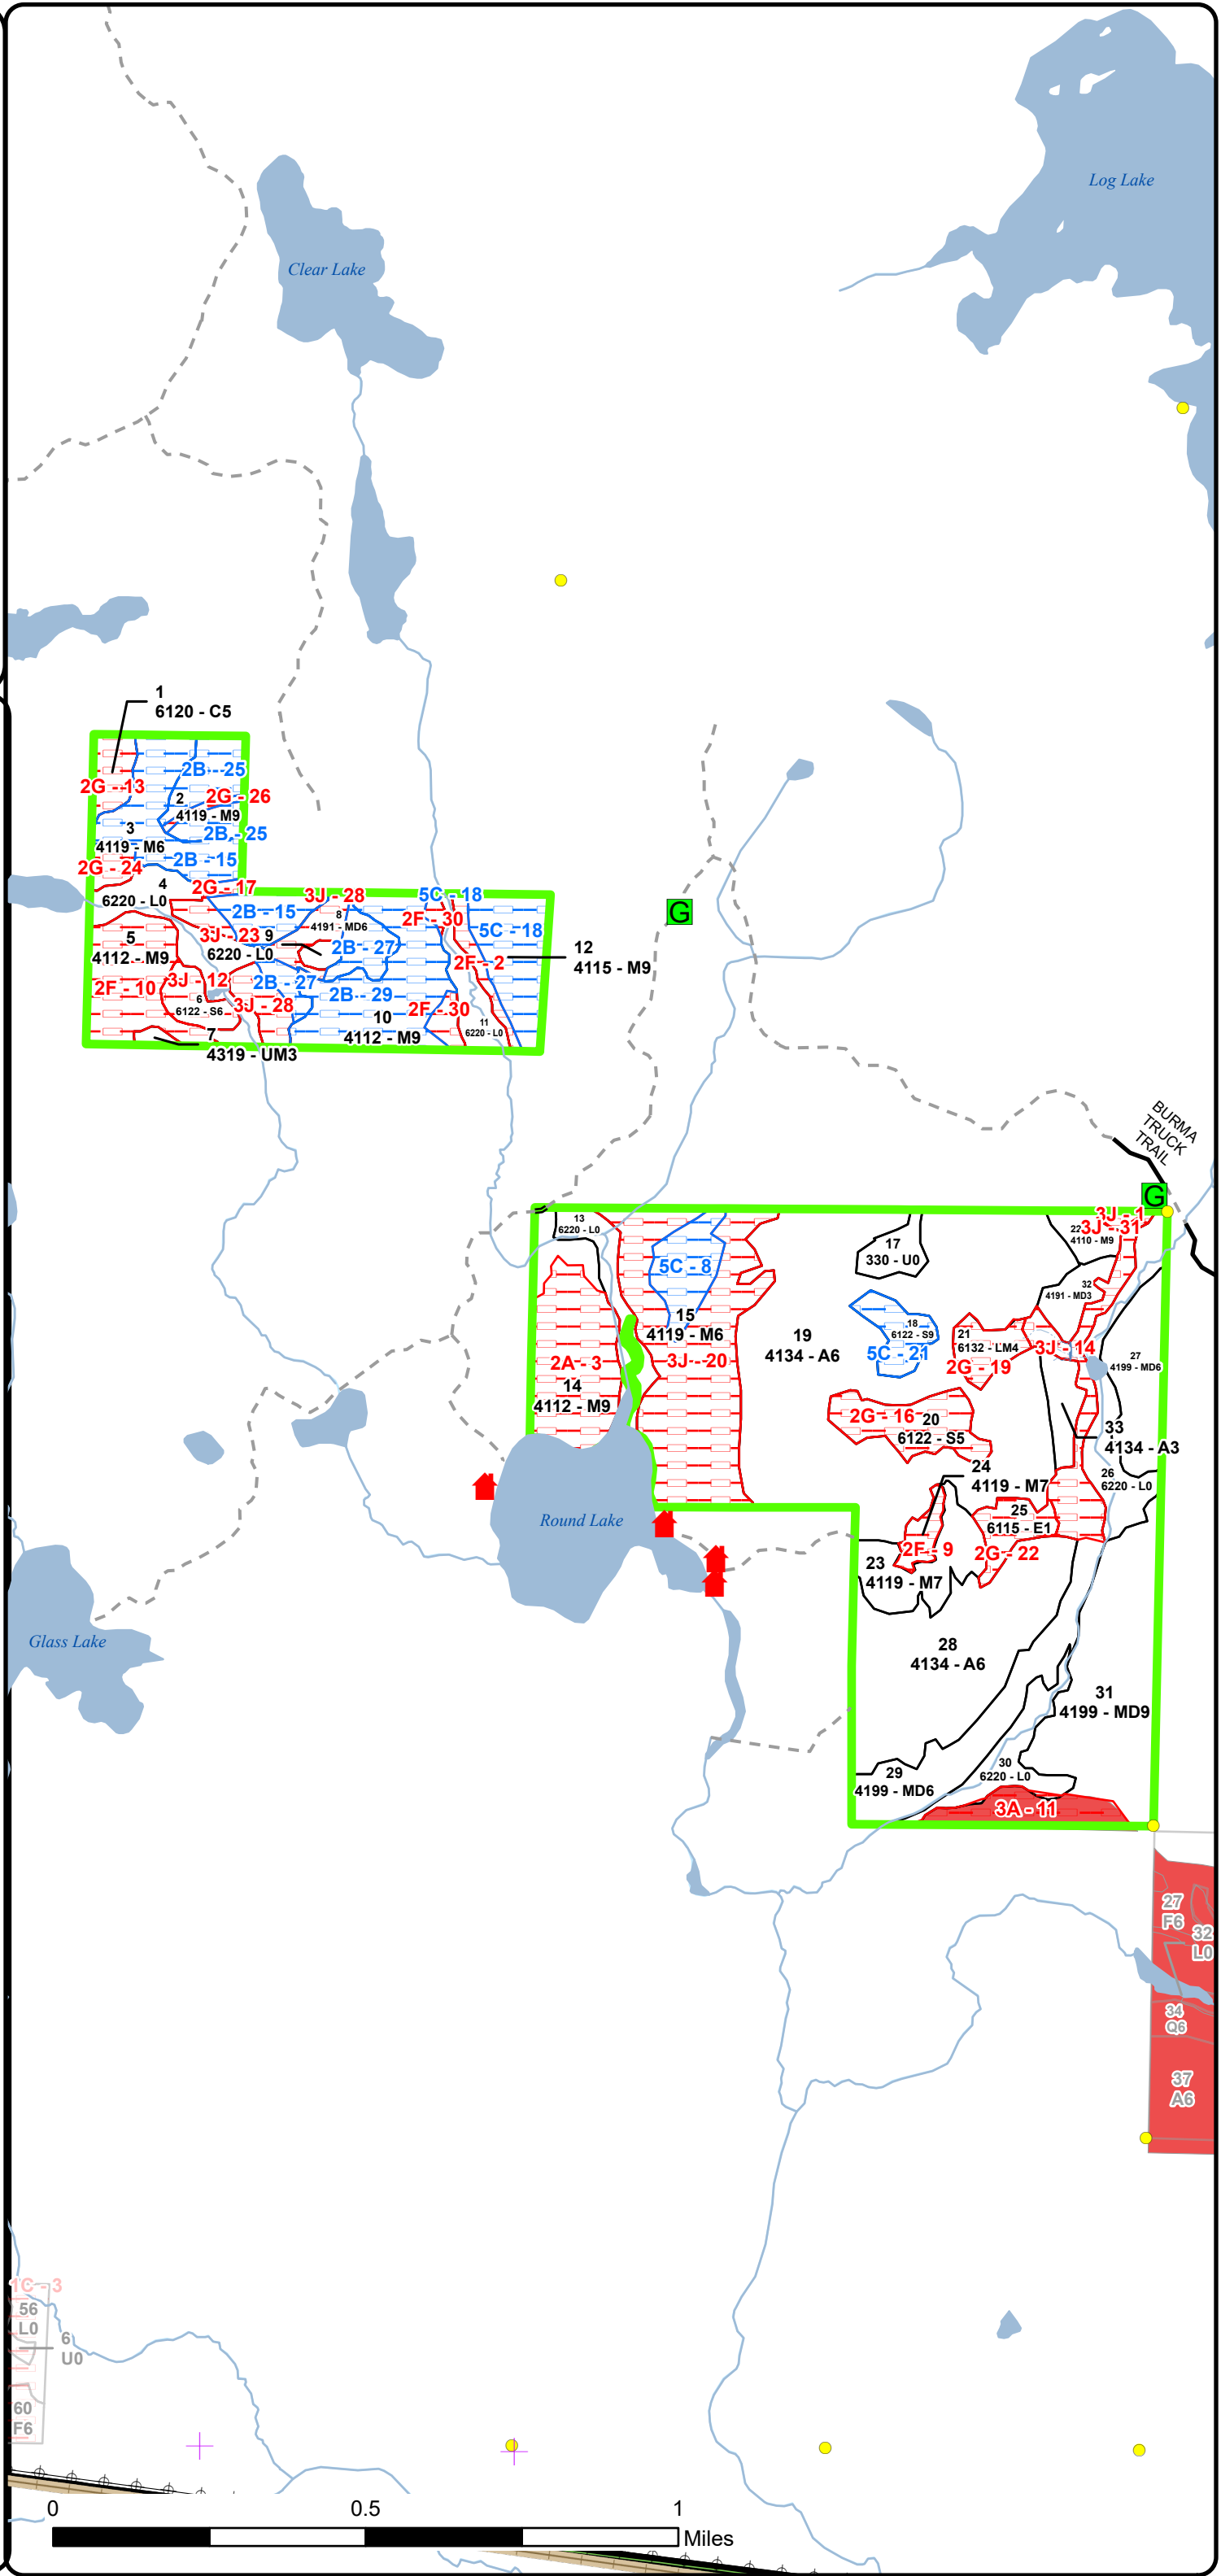 Log Lake
Clear Lake
1
6120 - C5
2B - 25
2G - 13
2G - 26
2
4119 - M9
3
4119 - M6
2B - 25
2B - 15
2G - 24
4
6220 - L0
2G - 17
3J - 28
5C - 18
2B - 15
8
4191 - MD6
2F - 30
5C - 18
G
5
4112 - M9
3J - 23
9
6220 - L0
2B - 27
2F - 2
12
4115 - M9
2F - 10
3J - 12
2B - 27
2B - 29
6
6122 - S6
3J - 28
10
4112 - M9
2F - 30
11
6220 - L0
7
4319 - UM3
BURMA
TRUCK
TRAIL
G
3J - 1
13
6220 - L0
22
4110 - M9
3J - 31
17
330 - U0
5C - 8
32
4191 - MD3
15
4119 - M6
18
6122 - S9
5C - 21
19
4134 - A6
21
6132 - LM4
3J - 14
27
4199 - MD6
2A - 3
3J - 20
2G - 19
14
4112 - M9
2G - 16
20
6122 - S5
33
4134 - A3
24
4119 - M7
26
6220 - L0
Round Lake
25
6115 - E1
2F - 9
2G - 22
23
4119 - M7
Glass Lake
28
4134 - A6
31
4199 - MD9
29
4199 - MD6
30
6220 - L0
3A - 11
27
F6
32
L0
34
Q6
37
A6
1C - 3
56
L0
6
U0
60
F6
0
0.5
1
Miles